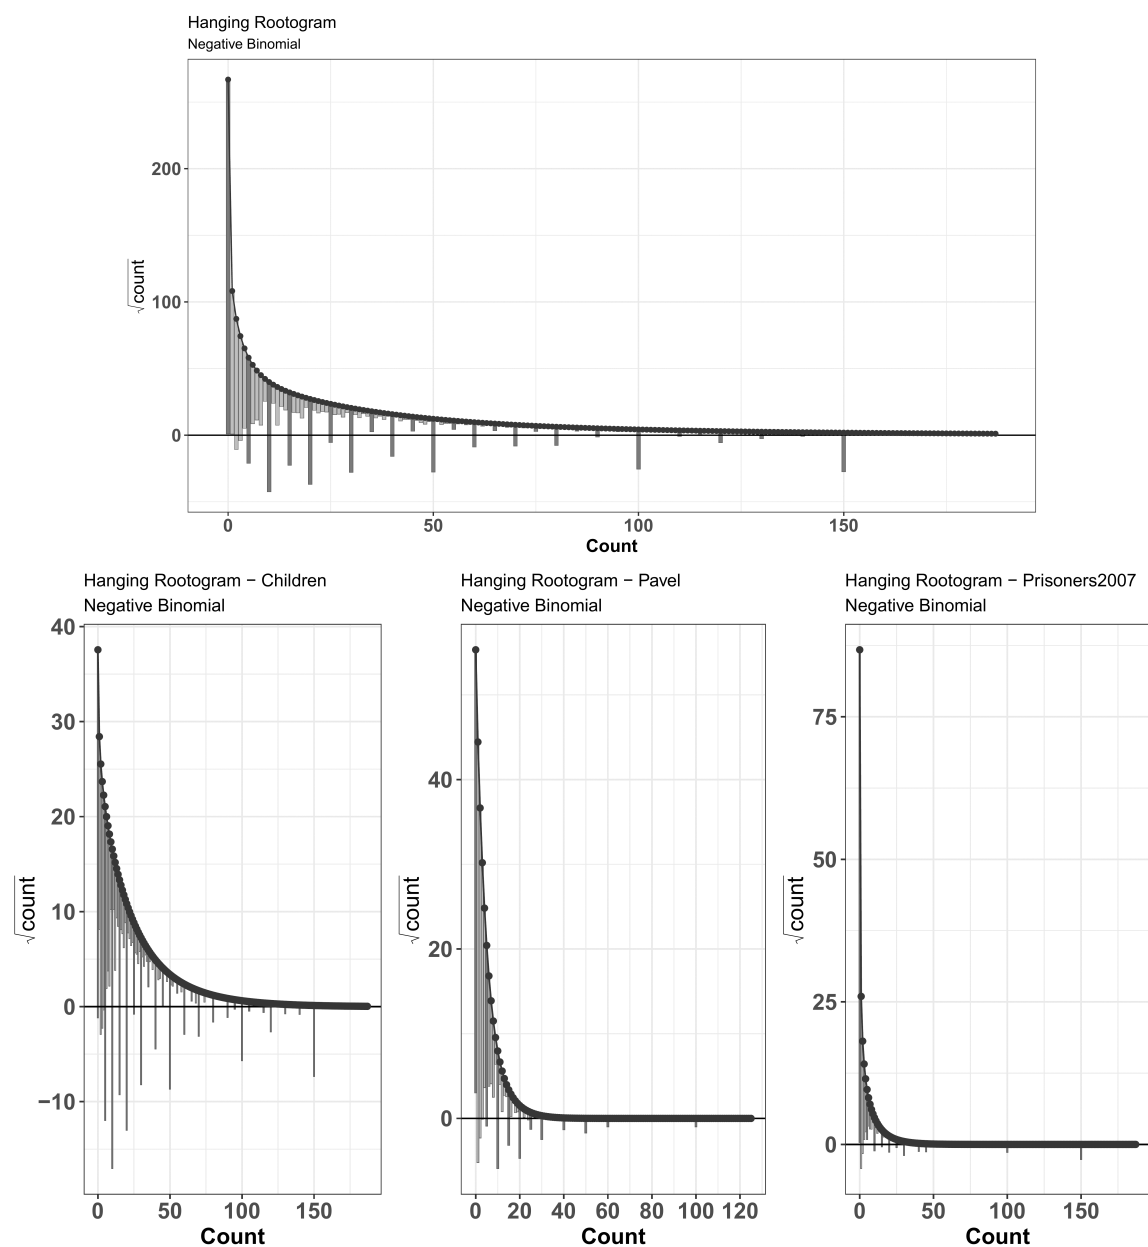 Hanging Rootogram
Negative Binomial
200
100
0
√count
0 50 100 150
Count
Hanging Rootogram − Children
Negative Binomial
40
30
20
10
0
−10
√count
0 50 100 150
Count
Hanging Rootogram − Pavel
Negative Binomial
40
20
0
√count
0 20 40 60 80 100 120
Count
Hanging Rootogram − Prisoners2007
Negative Binomial
75
50
25
0
√count
0 50 100 150
Count